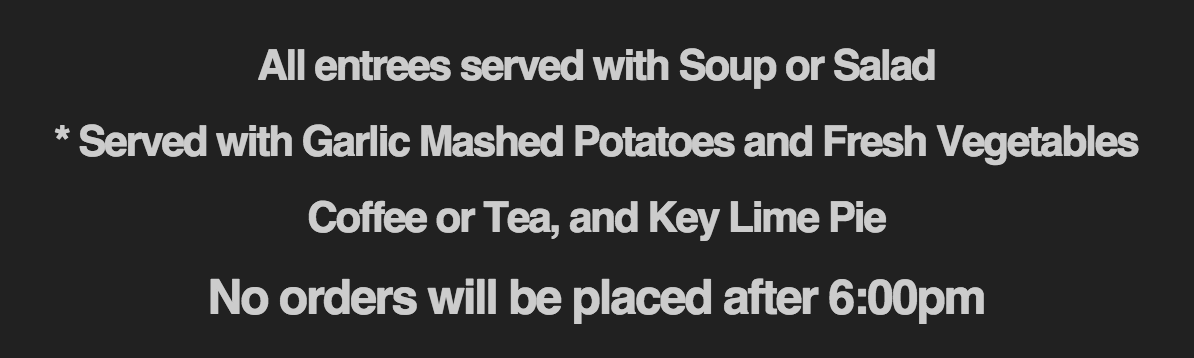 All entrees served with Soup or Salad
* Served with Garlic Mashed Potatoes and Fresh Vegetables
Coffee or Tea, and Key Lime Pie
No orders will be placed after 6:00pm